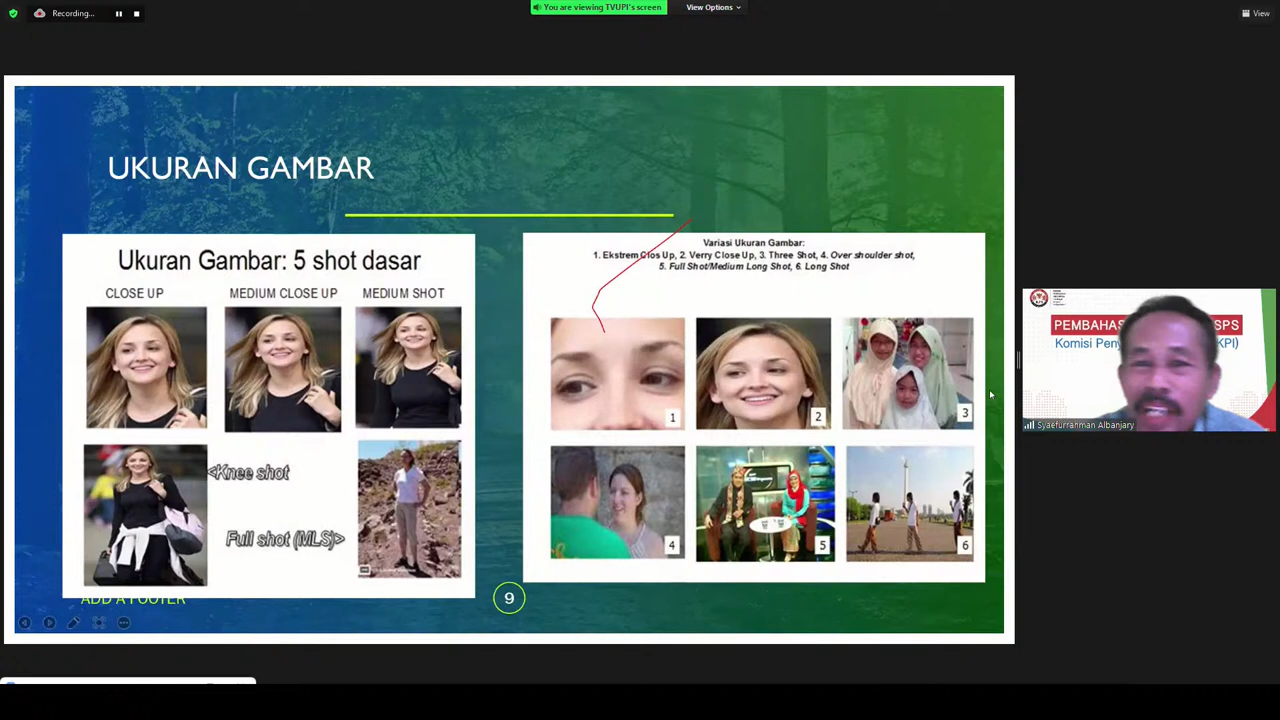 Recording...
You are viewing TVUPI's screen
View Options
View
UKURAN GAMBAR
Ukuran Gambar: 5 shot dasar
CLOSE UP
MEDIUM CLOSE UP
MEDIUM SHOT
<Knee shot
Full shot (MLS)>
Variasi Ukuran Gambar:
1. Ekstrem Clos Up, 2. Verry Close Up, 3. Three Shot, 4. Over shoulder shot,
5. Full Shot/Medium Long Shot, 6. Long Shot
1
2
3
4
5
6
ADD A FOOTER
9
PEMBAHAS SPS
Komisi Peny KPI)
Syaefurrahman Albanjary